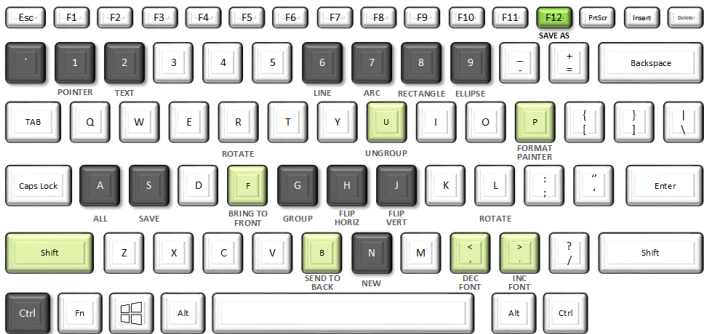 Esc F1 F2 F3 F4 F5 F6 F7 F8 F9 F10 F11 F12 PrtScr Insert Delete
SAVE AS
` 1 2 3 4 5 6 7 8 9 _ - + = Backspace
POINTER TEXT LINE ARC RECTANGLE ELLIPSE
TAB Q W E R T Y U I O P { [ } ] | \
ROTATE UNGROUP FORMAT
PAINTER
Caps Lock A S D F G H J K L : ; “ ‘ Enter
ALL SAVE BRING TO
FRONT GROUP FLIP
HORIZ FLIP
VERT ROTATE
Shift Z X C V B N M < , > . ? / Shift
SEND TO
BACK NEW DEC
FONT INC
FONT
Ctrl Fn Alt Alt Ctrl